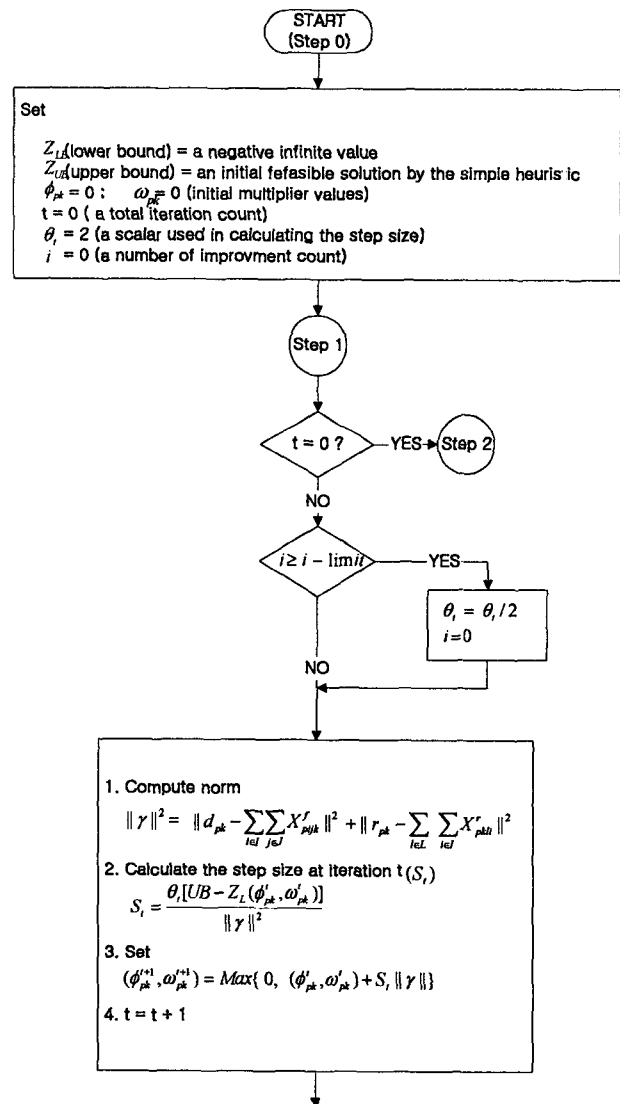 START
(Step 0)
Set
Z_LB(lower bound) = a negative infinite value
Z_UB(upper bound) = an initial fefasible solution by the simple heuris ic
ϕ_pk = 0 ; ω_pk = 0 (initial multiplier values)
t = 0 ( a total iteration count)
θ_t = 2 (a scalar used in calculating the step size)
i = 0 (a number of improvment count)
Step 1
t = 0 ?
YES
Step 2
NO
i ≥ i − limit
YES
θ_t = θ_t /2
i=0
NO
1. Compute norm
‖γ‖^2 = ‖d_pk − ∑_{i∈I} ∑_{j∈J} X^f_pijk‖^2 + ‖r_pk − ∑_{l∈L} ∑_{i∈I} X^r_pkli‖^2
2. Calculate the step size at iteration t (S_t)
S_t = θ_t[UB − Z_L(ϕ^t_pk, ω^t_pk)] / ‖γ‖^2
3. Set
(ϕ^{t+1}_pk, ω^{t+1}_pk) = Max{ 0, (ϕ^t_pk, ω^t_pk) + S_t ‖γ‖}
4. t = t + 1